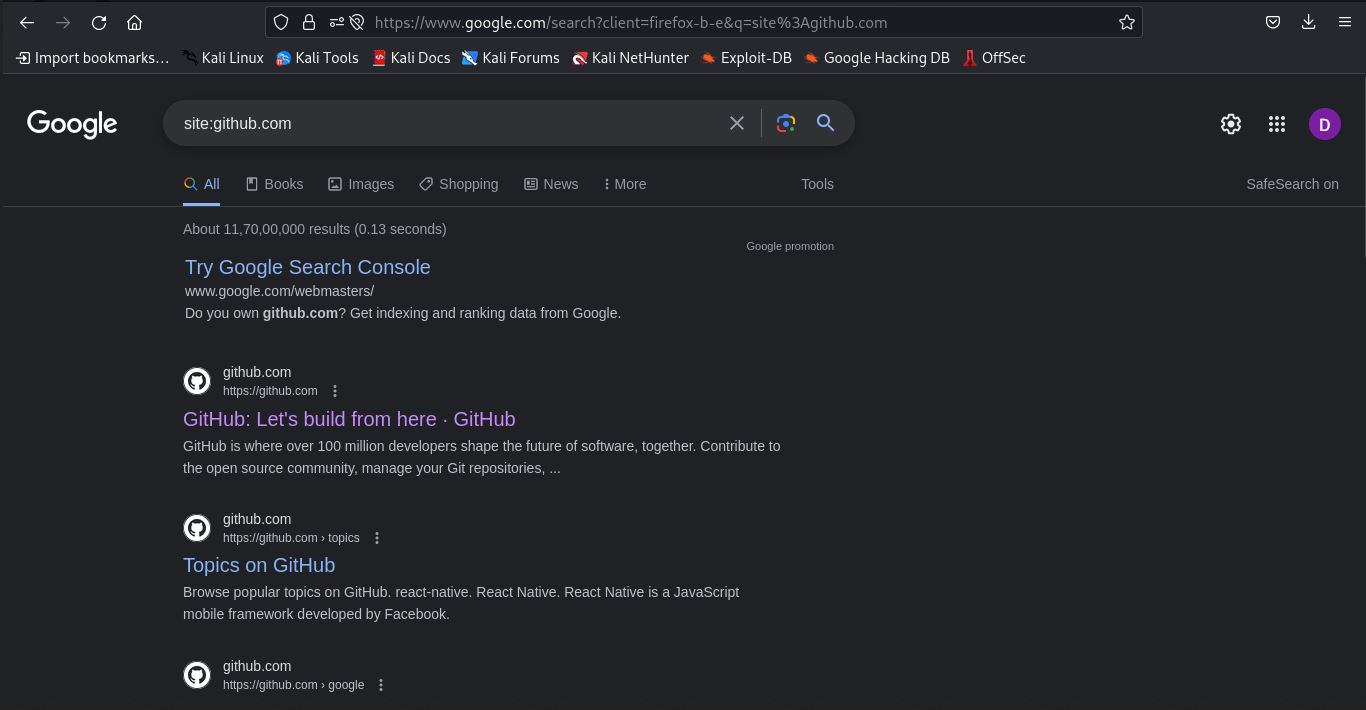 https://www.google.com/search?client=firefox-b-e&q=site%3Agithub.com
Import bookmarks… Kali Linux Kali Tools Kali Docs Kali Forums Kali NetHunter Exploit-DB Google Hacking DB OffSec
Google site:github.com D
All Books Images Shopping News More Tools SafeSearch on
About 11,70,00,000 results (0.13 seconds)
Google promotion
Try Google Search Console
www.google.com/webmasters/
Do you own github.com? Get indexing and ranking data from Google.
github.com
https://github.com
GitHub: Let's build from here · GitHub
GitHub is where over 100 million developers shape the future of software, together. Contribute to
the open source community, manage your Git repositories, ...
github.com
https://github.com › topics
Topics on GitHub
Browse popular topics on GitHub. react-native. React Native. React Native is a JavaScript
mobile framework developed by Facebook.
github.com
https://github.com › google